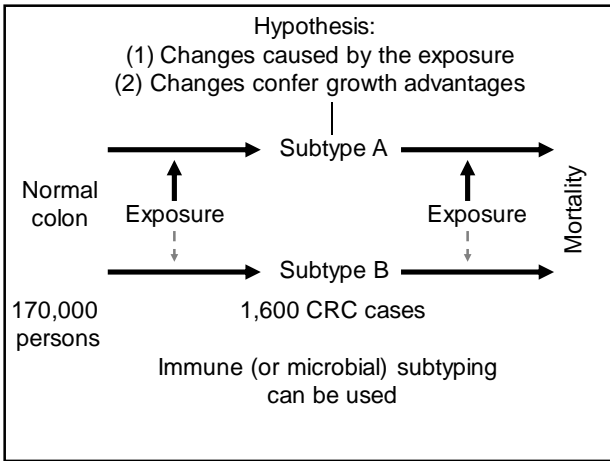 Hypothesis:
(1) Changes caused by the exposure
(2) Changes confer growth advantages
Subtype A
Normal
colon
Exposure
Exposure
Mortality
Subtype B
170,000
persons
1,600 CRC cases
Immune (or microbial) subtyping
can be used